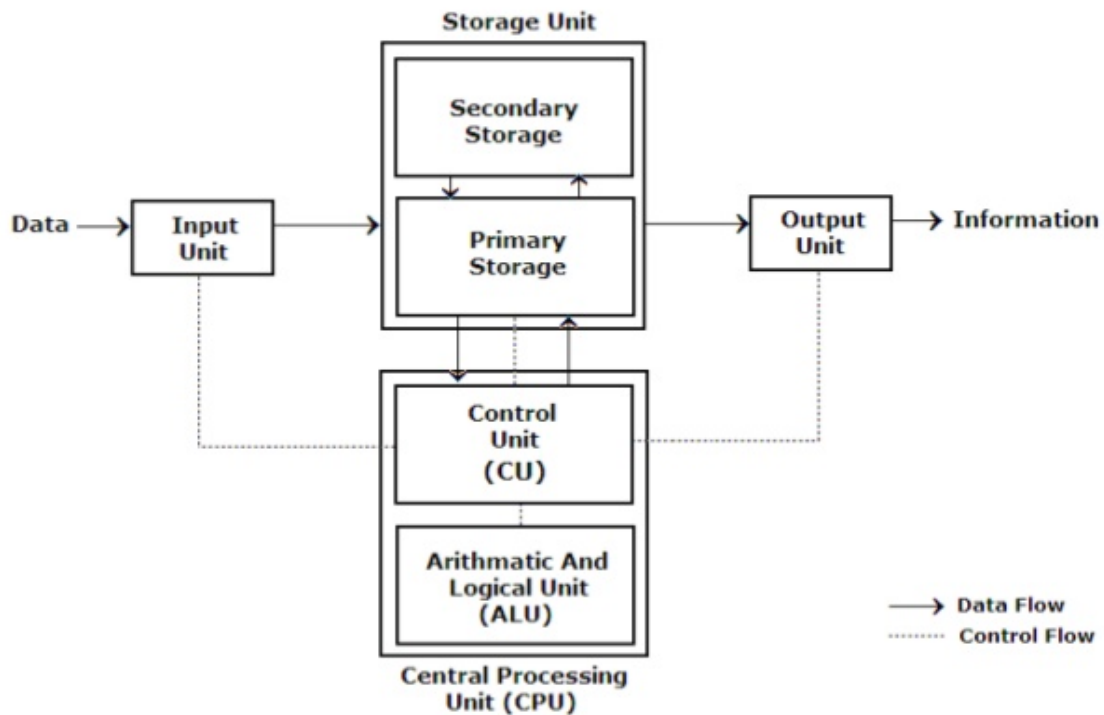 Storage Unit
Secondary
Storage
Data
Input
Unit
Primary
Storage
Output
Unit
Information
Control
Unit
(CU)
Arithmatic And
Logical Unit
(ALU)
Data Flow
Control Flow
Central Processing
Unit (CPU)